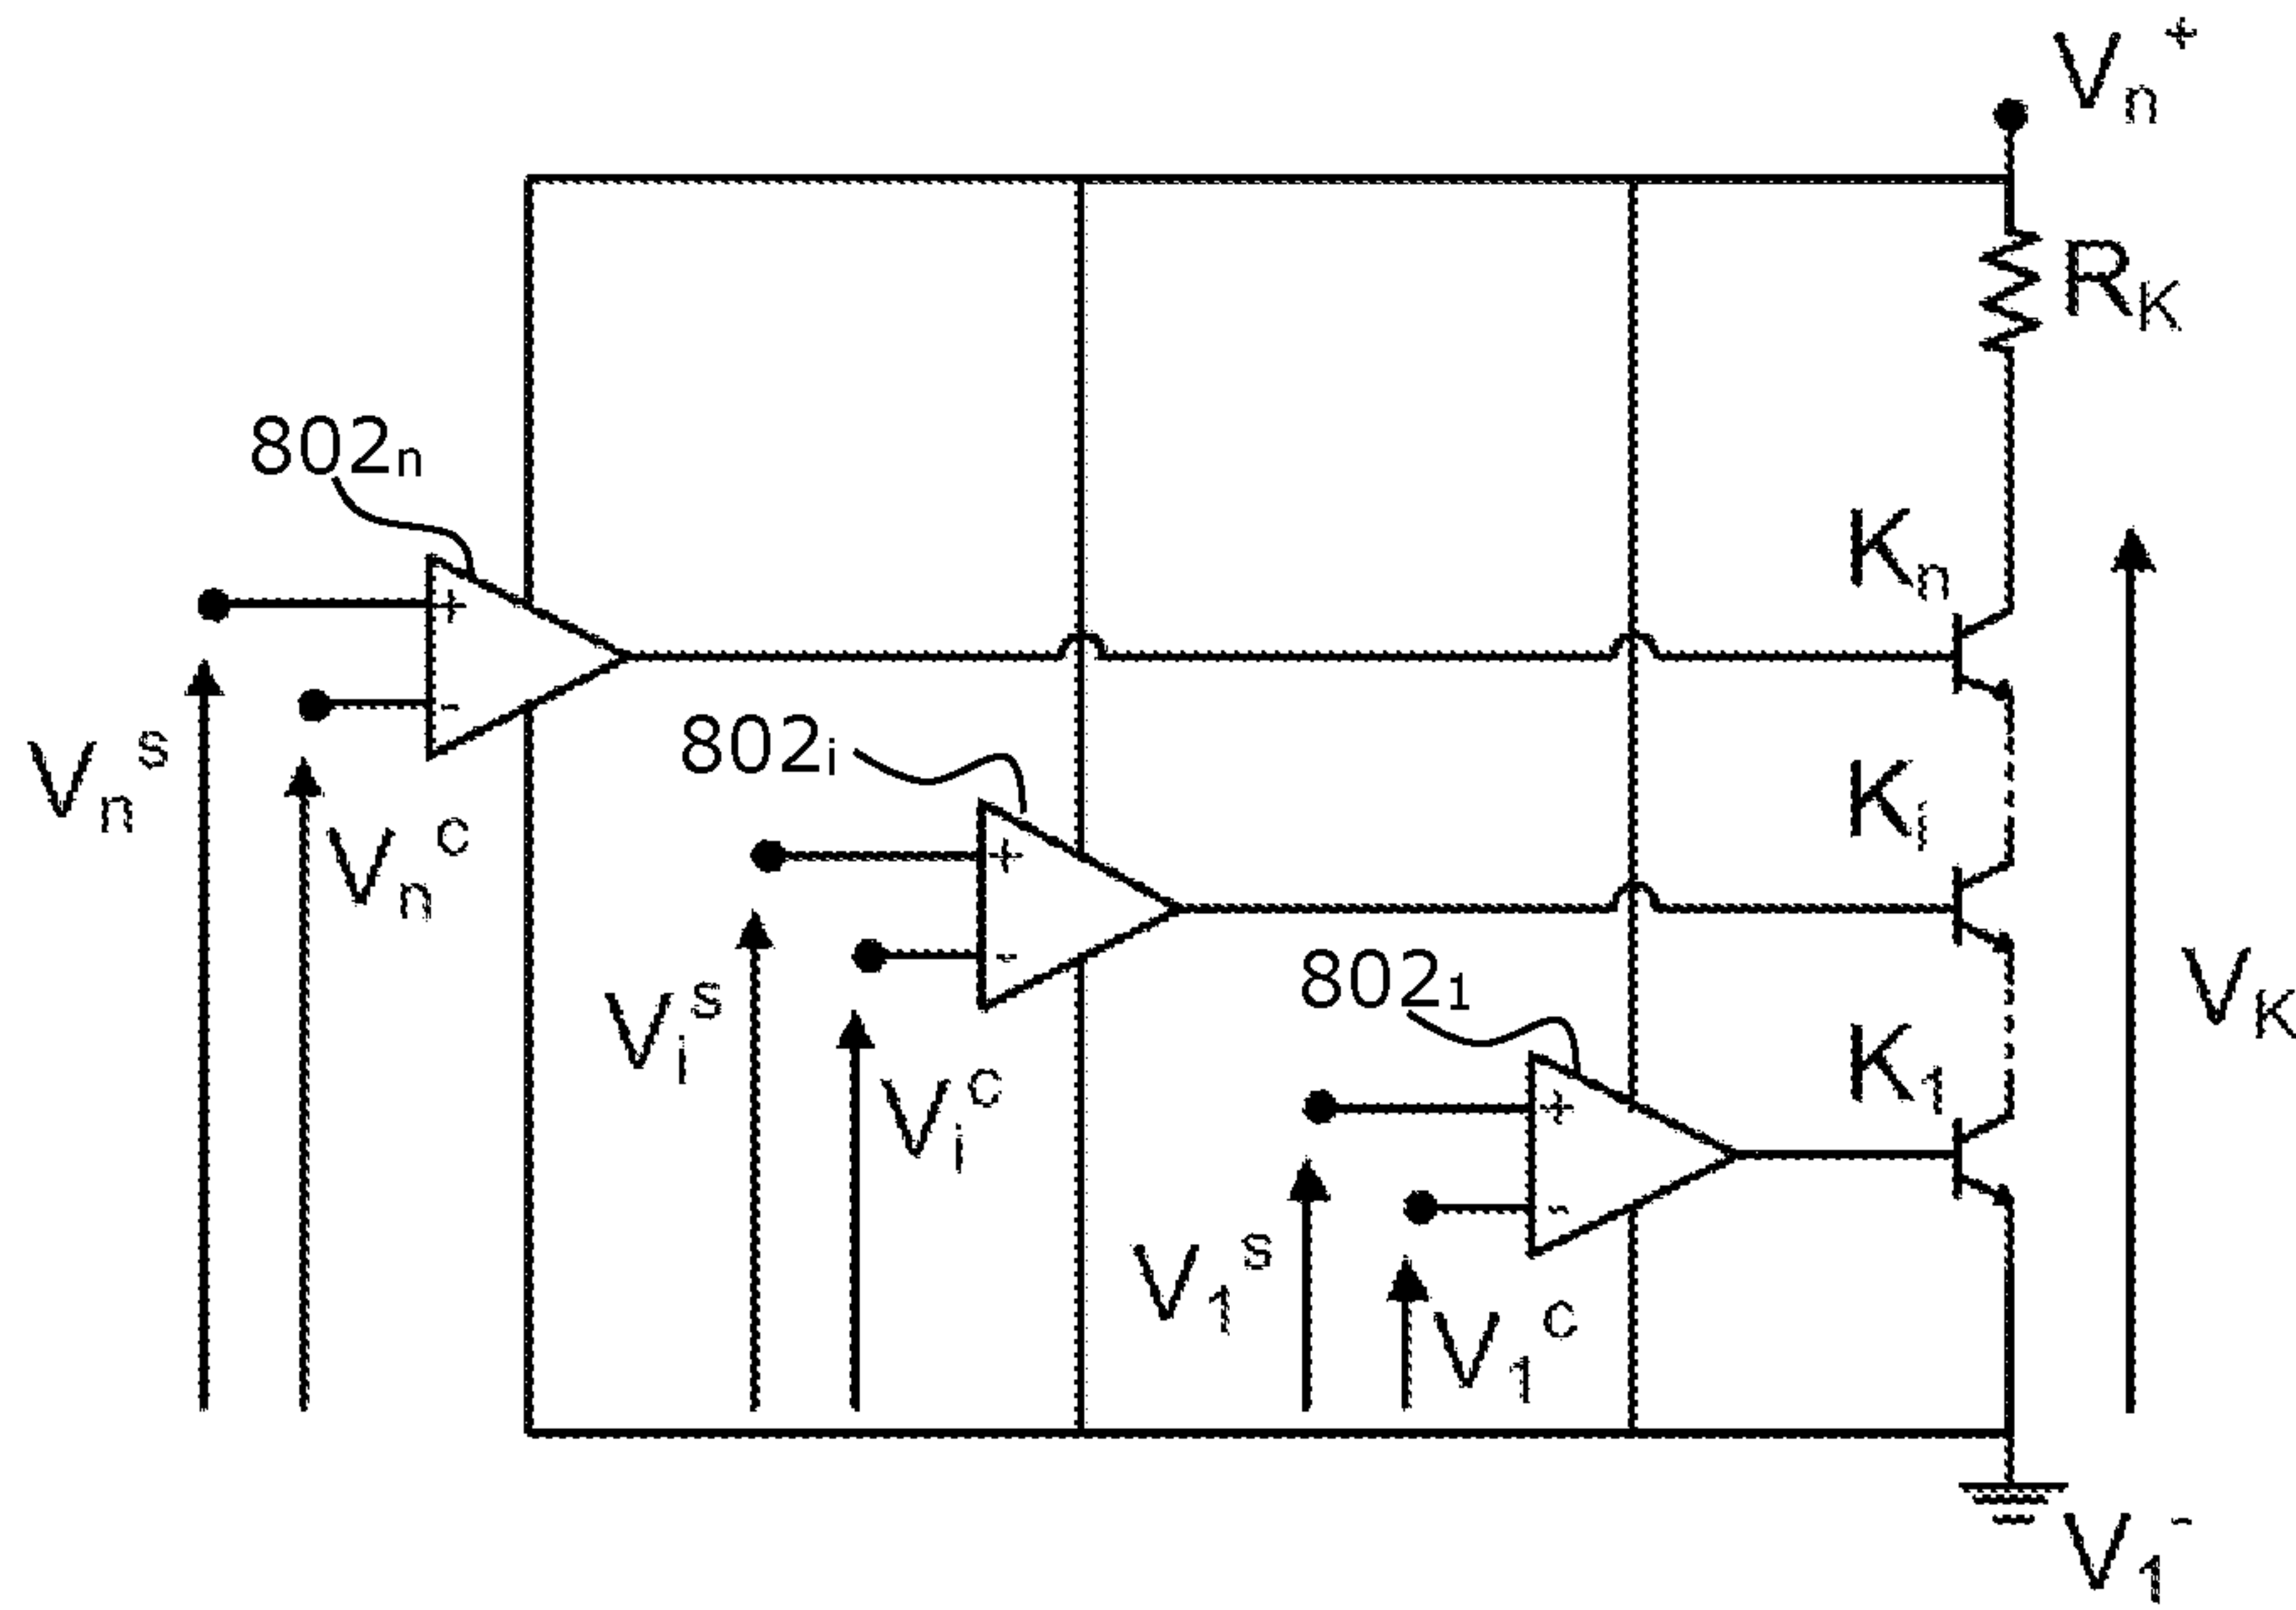 Vn+
RK
802n
+
-
Kn
Vns
Vnc
802i
+
-
Ki
Vis
Vic
8021
+
-
K1
VK
V1s
V1c
V1-